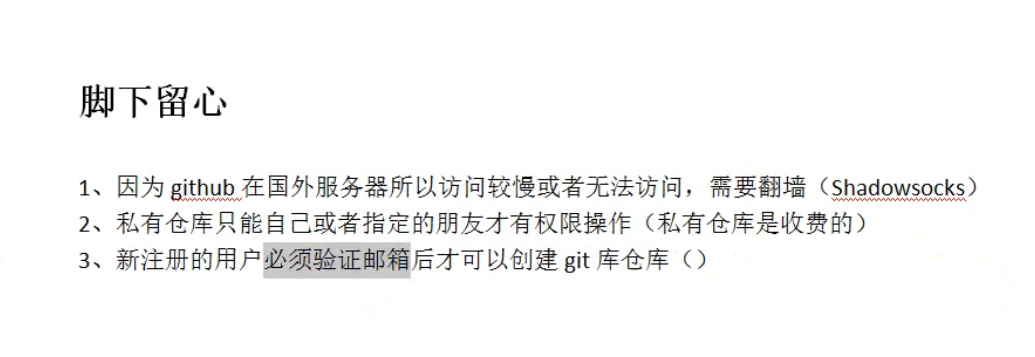 脚下留心
1、因为 github 在国外服务器所以访问较慢或者无法访问，需要翻墙（Shadowsocks）
2、私有仓库只能自己或者指定的朋友才有权限操作（私有仓库是收费的）
3、新注册的用户必须验证邮箱后才可以创建 git 库仓库（）